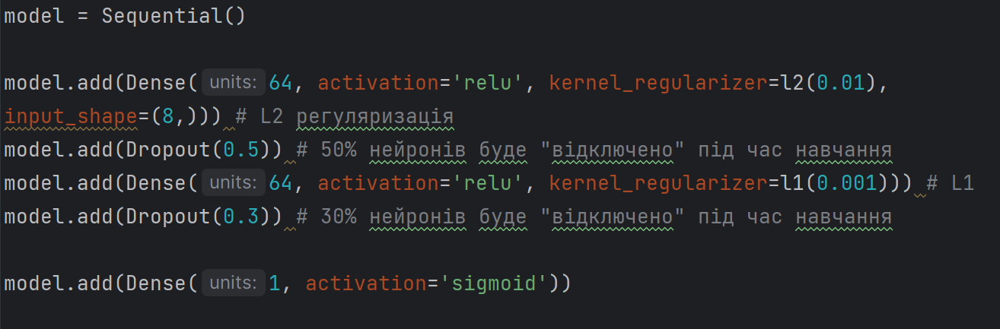 model = Sequential()
model.add(Dense( units: 64, activation='relu', kernel_regularizer=l2(0.01),
input_shape=(8,))) # L2 регуляризація
model.add(Dropout(0.5)) # 50% нейронів буде "відключено" під час навчання
model.add(Dense( units: 64, activation='relu', kernel_regularizer=l1(0.001))) # L1
model.add(Dropout(0.3)) # 30% нейронів буде "відключено" під час навчання
model.add(Dense( units: 1, activation='sigmoid'))